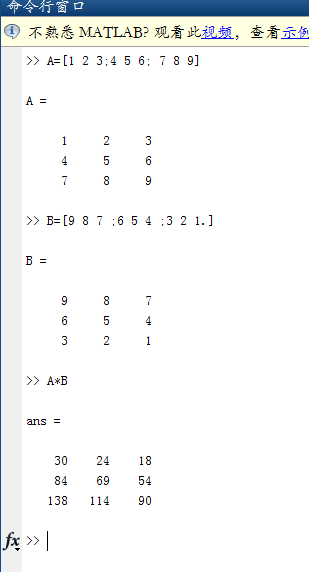 命令行窗口
不熟悉 MATLAB? 观看此视频, 查看示例
>> A=[1 2 3;4 5 6; 7 8 9]
A =
1 2 3
4 5 6
7 8 9
>> B=[9 8 7 ;6 5 4 ;3 2 1.]
B =
9 8 7
6 5 4
3 2 1
>> A*B
ans =
30 24 18
84 69 54
138 114 90
fx >>